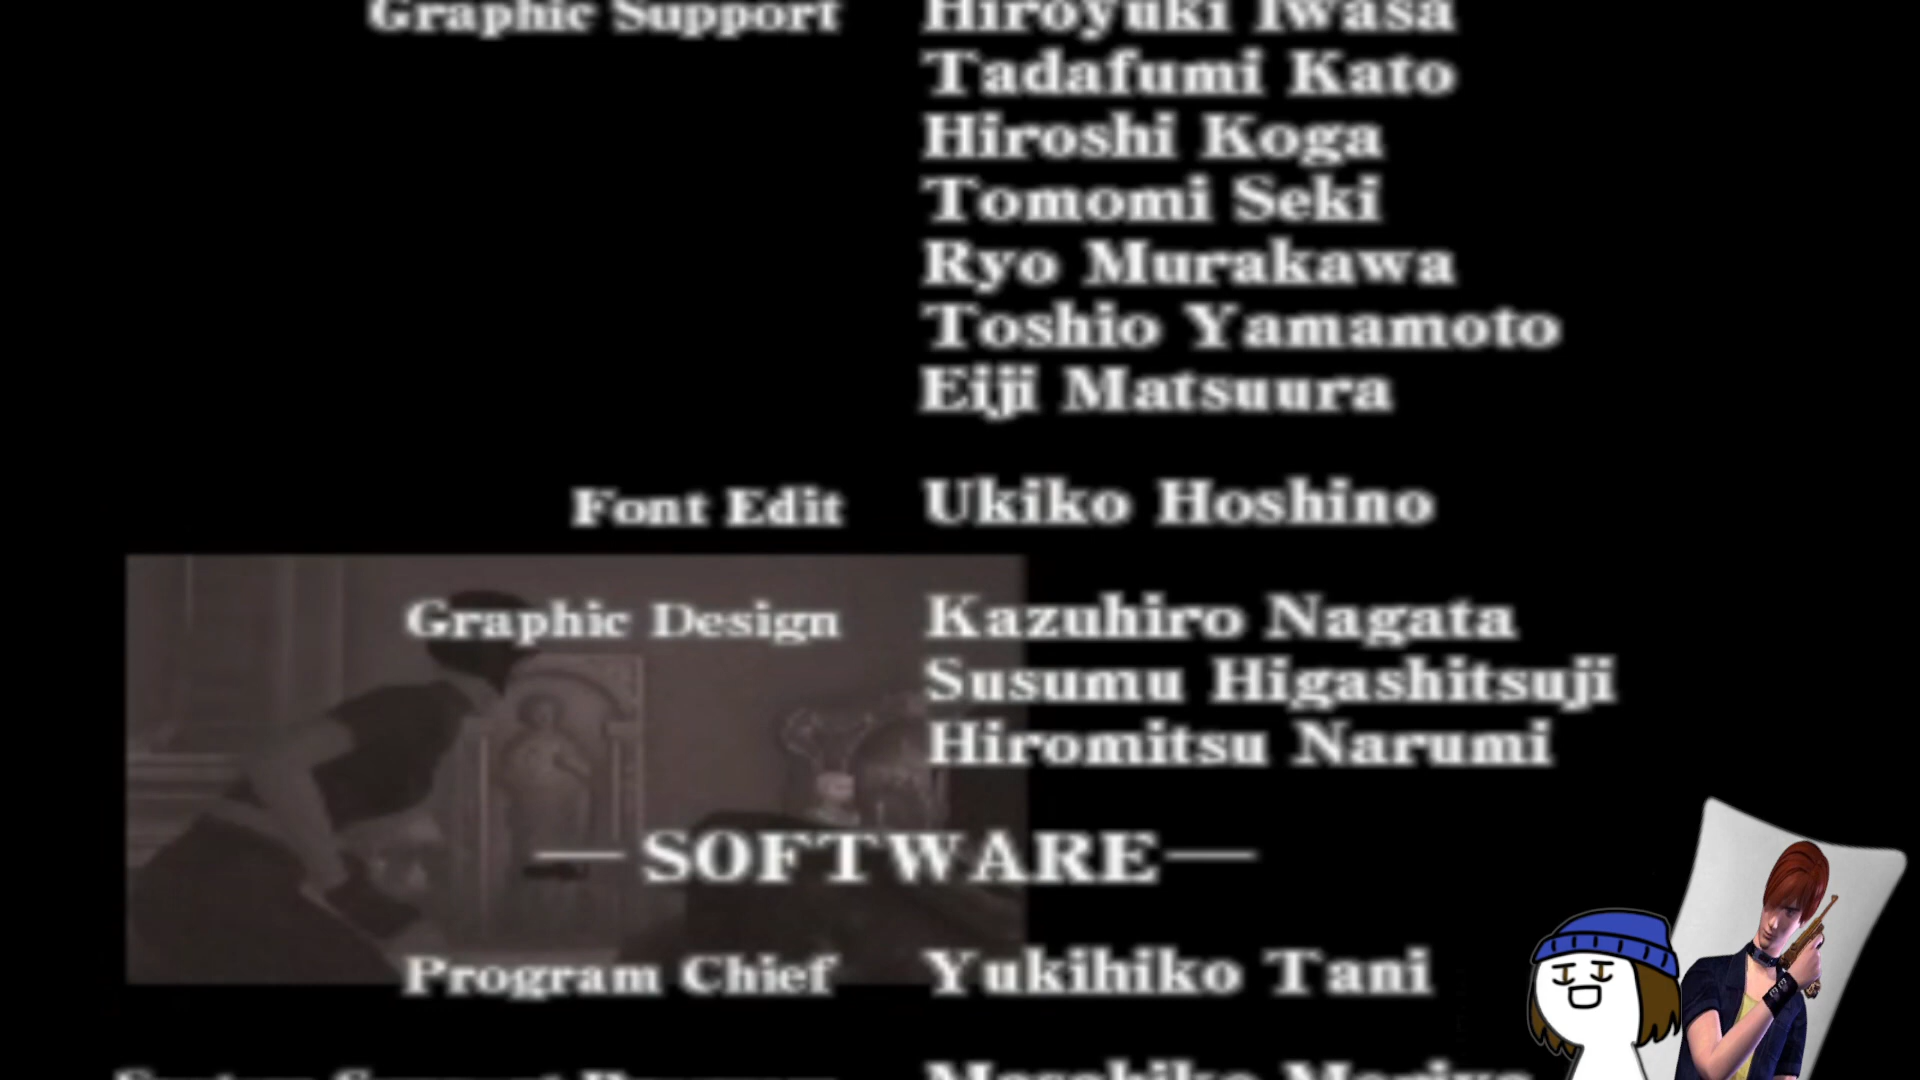 Graphic Support Hiroyuki Iwasa
Tadafumi Kato
Hiroshi Koga
Tomomi Seki
Ryo Murakawa
Toshio Yamamoto
Eiji Matsuura
Font Edit Ukiko Hoshino
Graphic Design Kazuhiro Nagata
Susumu Higashitsuji
Hiromitsu Narumi
—SOFTWARE—
Program Chief Yukihiko Tani